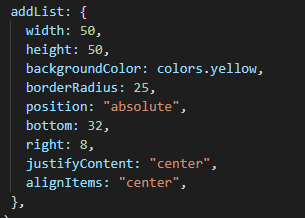 addList: {
width: 50,
height: 50,
backgroundColor: colors.yellow,
borderRadius: 25,
position: "absolute",
bottom: 32,
right: 8,
justifyContent: "center",
alignItems: "center",
},